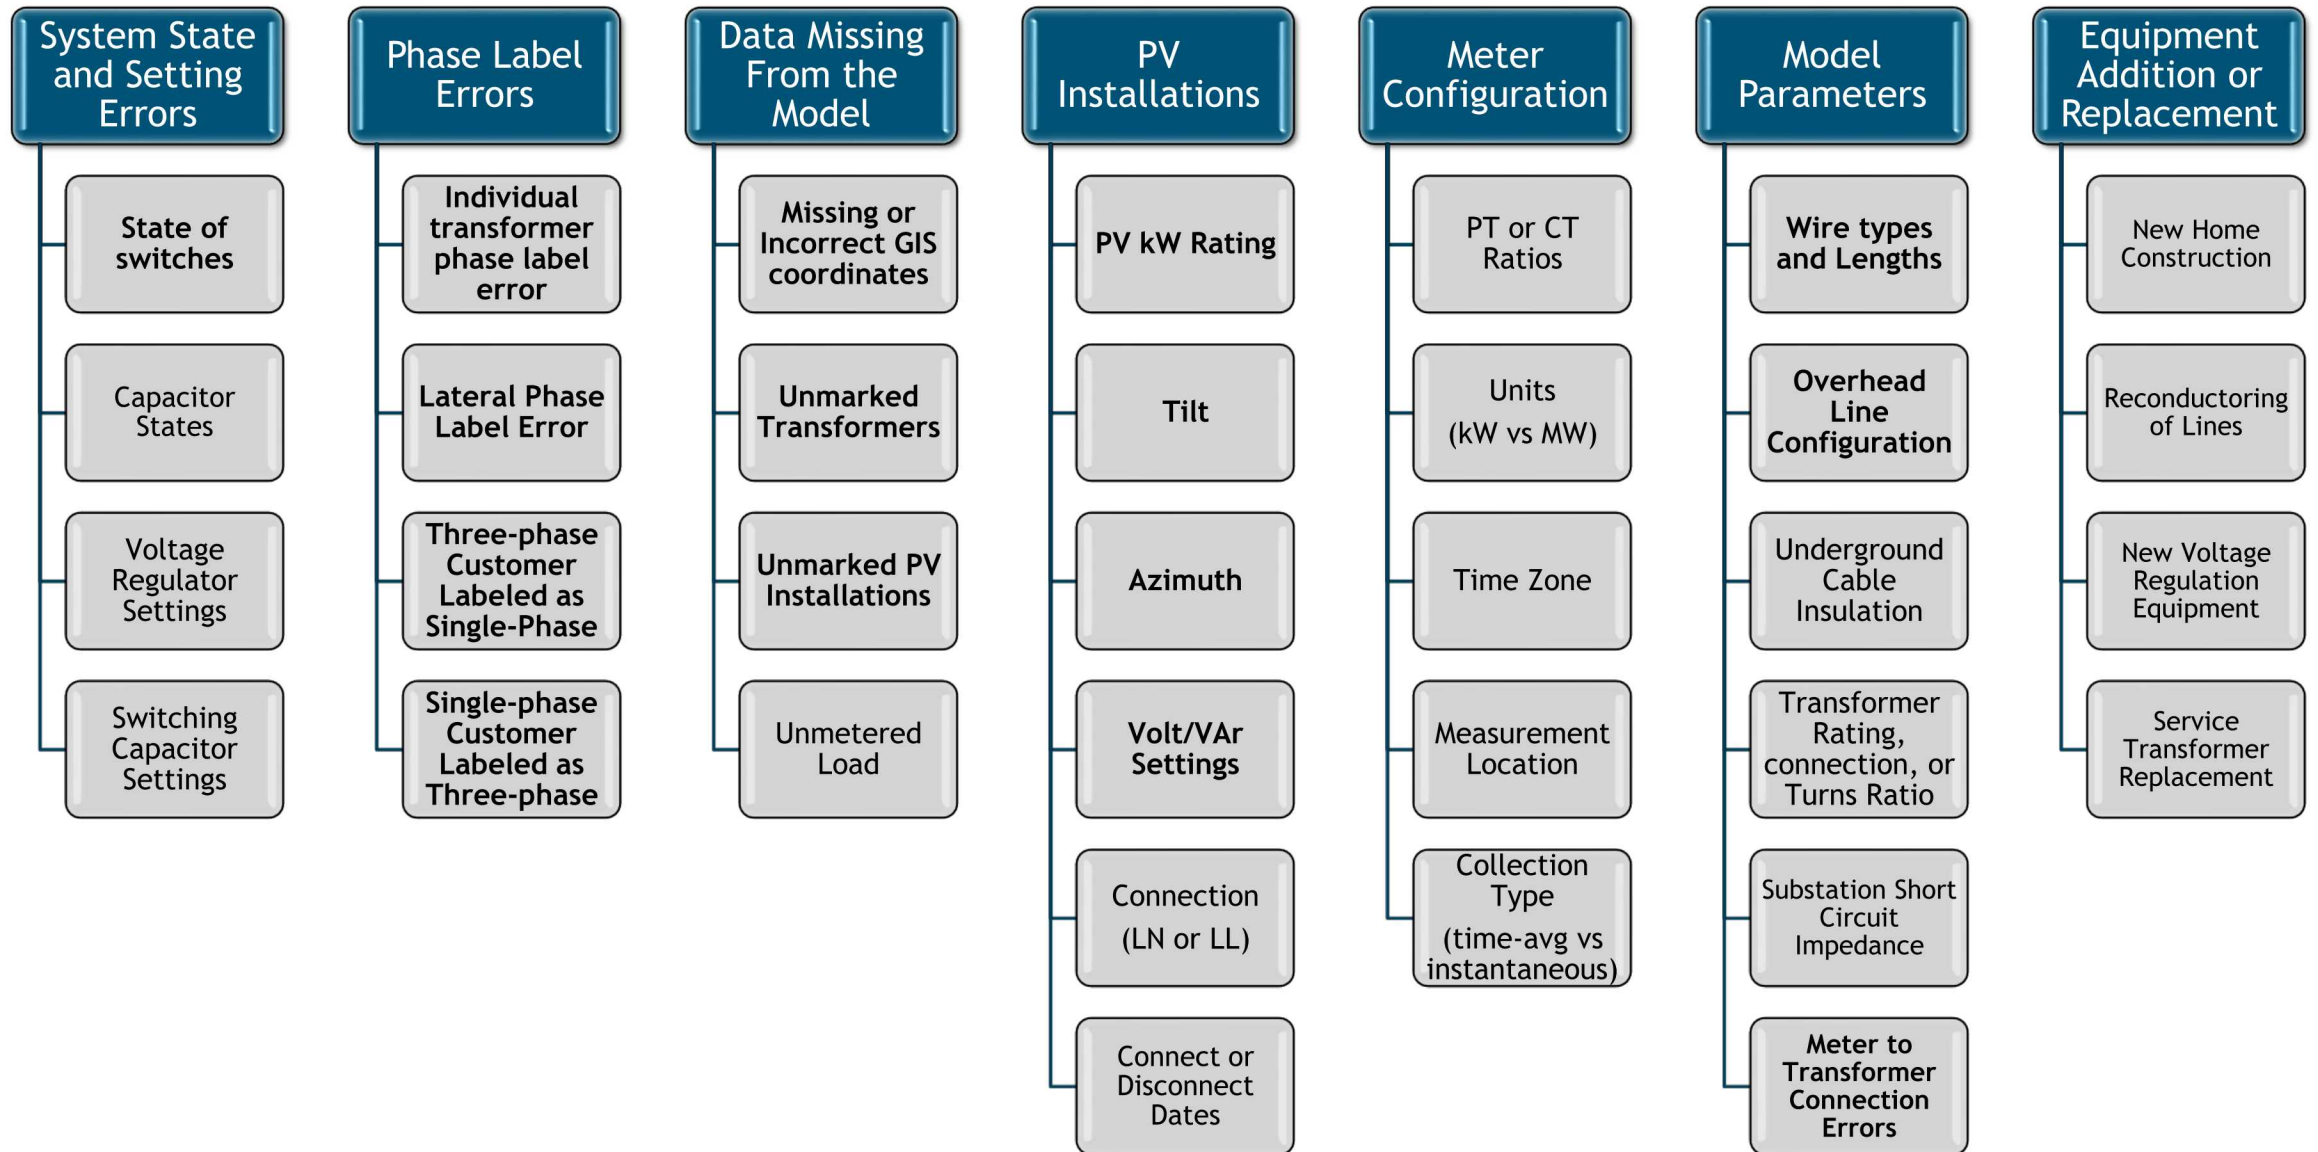 System State
and Setting
Errors
State of
switches
Capacitor
States
Voltage
Regulator
Settings
Switching
Capacitor
Settings
Phase Label
Errors
Individual
transformer
phase label
error
Lateral Phase
Label Error
Three-phase
Customer
Labeled as
Single-Phase
Single-phase
Customer
Labeled as
Three-phase
Data Missing
From the
Model
Missing or
Incorrect GIS
coordinates
Unmarked
Transformers
Unmarked PV
Installations
Unmetered
Load
PV
Installations
PV kW Rating
Tilt
Azimuth
Volt/VAr
Settings
Connection
(LN or LL)
Connect or
Disconnect
Dates
Meter
Configuration
PT or CT
Ratios
Units
(kW vs MW)
Time Zone
Measurement
Location
Collection
Type
(time-avg vs
instantaneous)
Model
Parameters
Wire types
and Lengths
Overhead
Line
Configuration
Underground
Cable
Insulation
Transformer
Rating,
connection, or
Turns Ratio
Substation Short
Circuit
Impedance
Meter to
Transformer
Connection
Errors
Equipment
Addition or
Replacement
New Home
Construction
Reconductoring
of Lines
New Voltage
Regulation
Equipment
Service
Transformer
Replacement